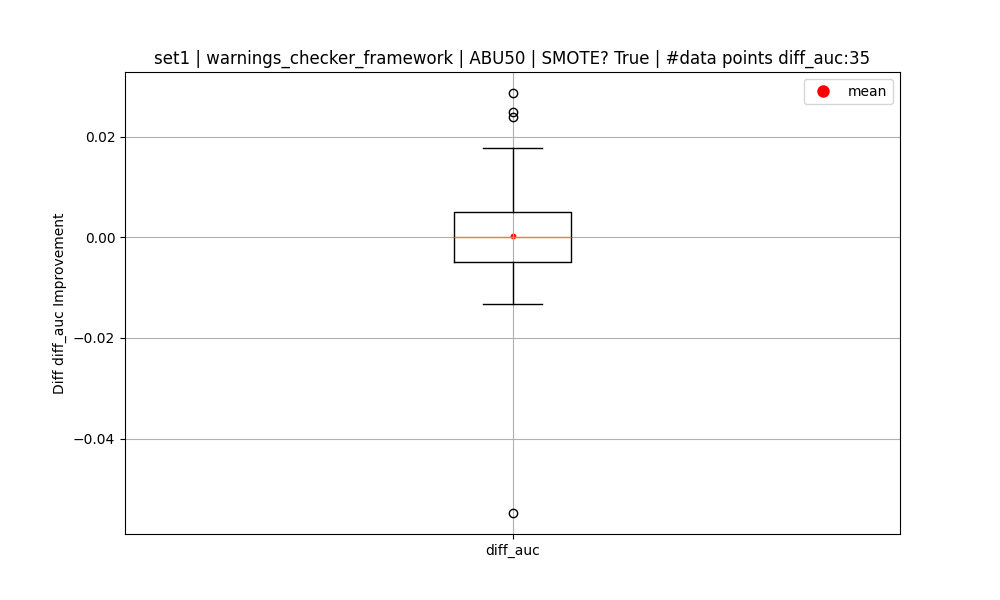 set1 | warnings_checker_framework | ABU50 | SMOTE? True | #data points diff_auc:35
mean
Diff diff_auc Improvement
0.02
0.00
−0.02
−0.04
diff_auc